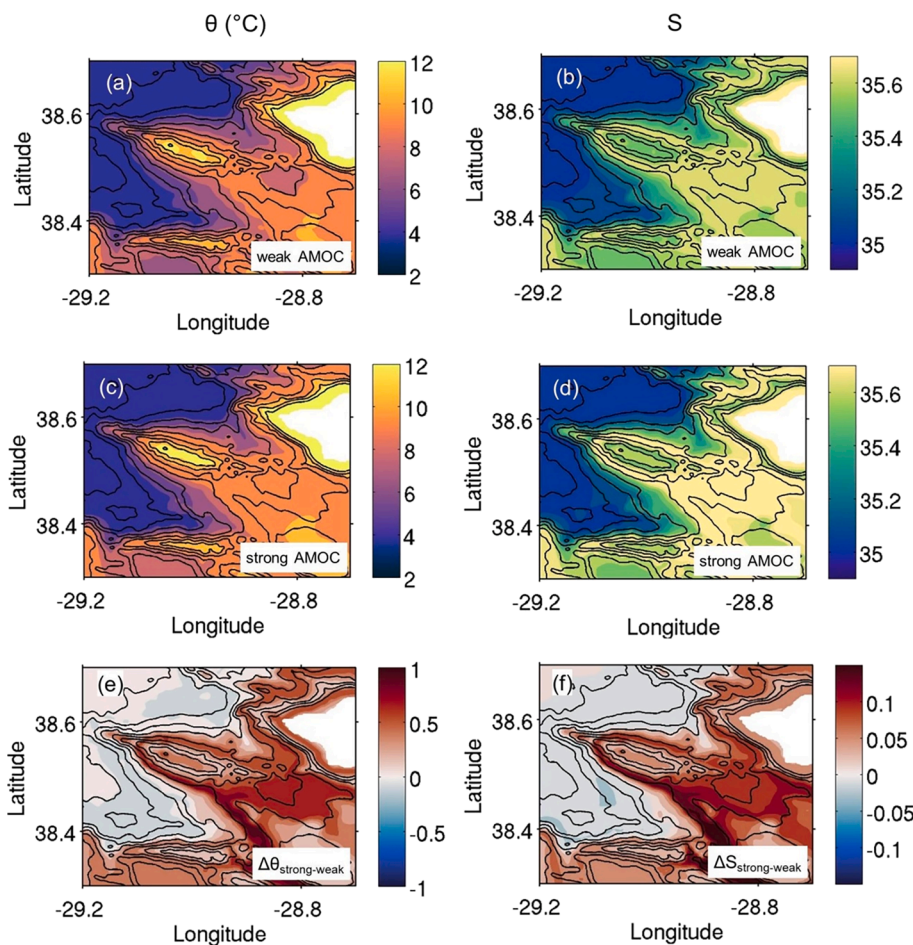 θ (°C)
S
(a)
38.6
38.4
Latitude
-29.2
-28.8
Longitude
weak AMOC
12
10
8
6
4
2
(b)
38.6
38.4
Latitude
-29.2
-28.8
Longitude
weak AMOC
35.6
35.4
35.2
35
(c)
38.6
38.4
Latitude
-29.2
-28.8
Longitude
strong AMOC
12
10
8
6
4
2
(d)
38.6
38.4
Latitude
-29.2
-28.8
Longitude
strong AMOC
35.6
35.4
35.2
35
(e)
38.6
38.4
Latitude
-29.2
-28.8
Longitude
Δθstrong-weak
1
0.5
0
-0.5
-1
(f)
38.6
38.4
Latitude
-29.2
-28.8
Longitude
ΔSstrong-weak
0.1
0.05
0
-0.05
-0.1